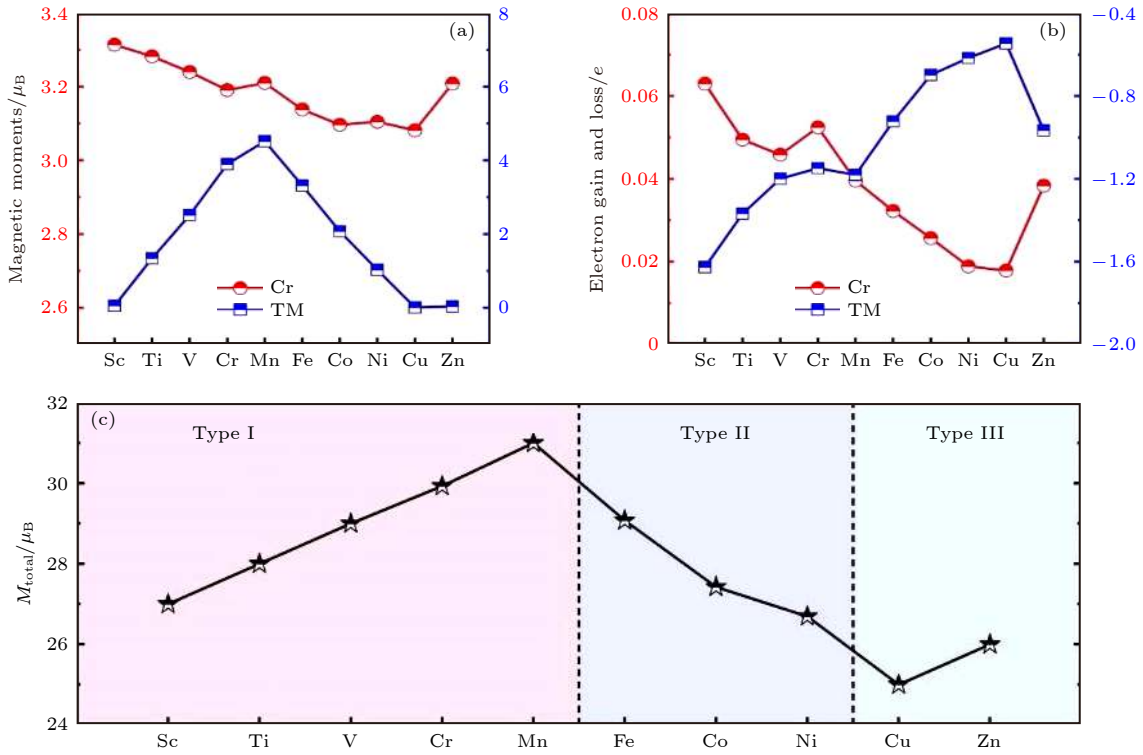 (a)
Magnetic moments/μB
3.4
3.2
3.0
2.8
2.6
8
6
4
2
0
Cr
TM
Sc Ti V Cr Mn Fe Co Ni Cu Zn
(b)
Electron gain and loss/e
0.08
0.06
0.04
0.02
0
−0.4
−0.8
−1.2
−1.6
−2.0
Cr
TM
Sc Ti V Cr Mn Fe Co Ni Cu Zn
(c)
Type I Type II Type III
Mtotal/μB
32
30
28
26
24
Sc Ti V Cr Mn Fe Co Ni Cu Zn